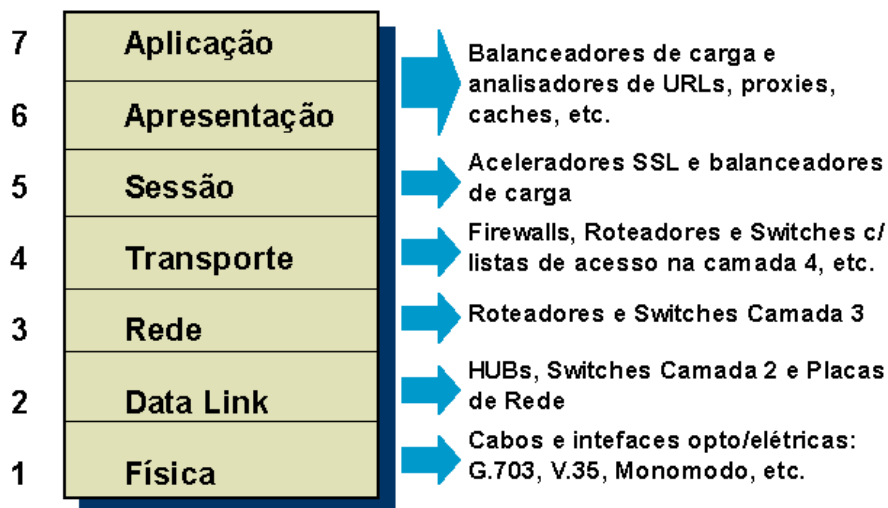 7 Aplicação
Balanceadores de carga e
analisadores de URLs, proxies,
caches, etc.
6 Apresentação
5 Sessão
Aceleradores SSL e balanceadores
de carga
4 Transporte
Firewalls, Roteadores e Switches c/
listas de acesso na camada 4, etc.
3 Rede
Roteadores e Switches Camada 3
2 Data Link
HUBs, Switches Camada 2 e Placas
de Rede
1 Física
Cabos e intefaces opto/elétricas:
G.703, V.35, Monomodo, etc.